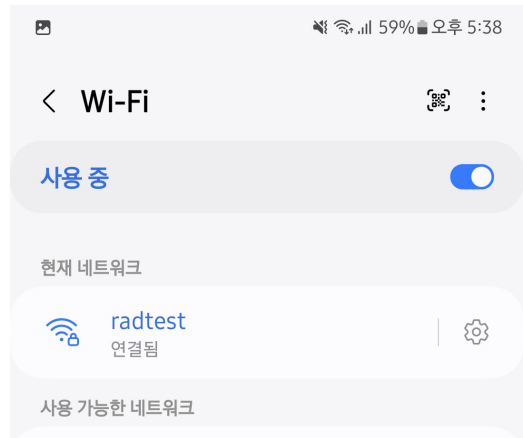 59% 오후 5:38
Wi-Fi
사용 중
현재 네트워크
radtest
연결됨
사용 가능한 네트워크